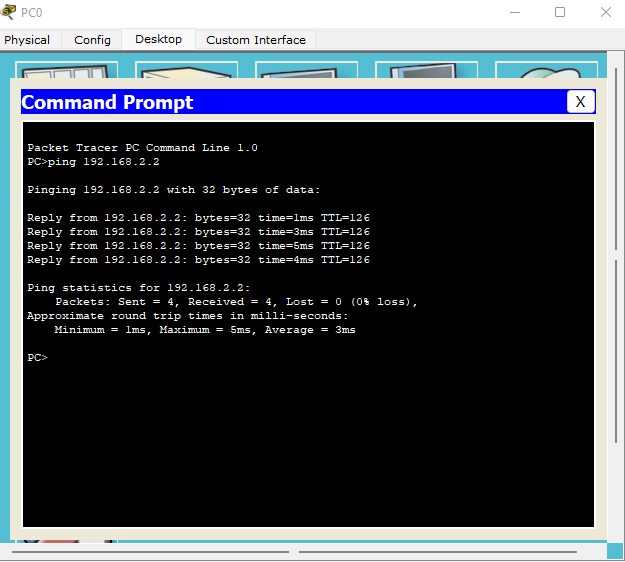 PC0
Physical Config Desktop Custom Interface
Command Prompt X
Packet Tracer PC Command Line 1.0
PC>ping 192.168.2.2
Pinging 192.168.2.2 with 32 bytes of data:
Reply from 192.168.2.2: bytes=32 time=1ms TTL=126
Reply from 192.168.2.2: bytes=32 time=3ms TTL=126
Reply from 192.168.2.2: bytes=32 time=5ms TTL=126
Reply from 192.168.2.2: bytes=32 time=4ms TTL=126
Ping statistics for 192.168.2.2:
Packets: Sent = 4, Received = 4, Lost = 0 (0% loss),
Approximate round trip times in milli-seconds:
Minimum = 1ms, Maximum = 5ms, Average = 3ms
PC>